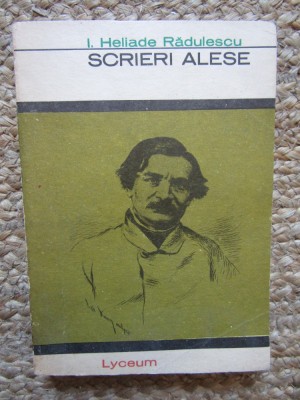 I. Heliade Rădulescu
SCRIERI ALESE
Lyceum